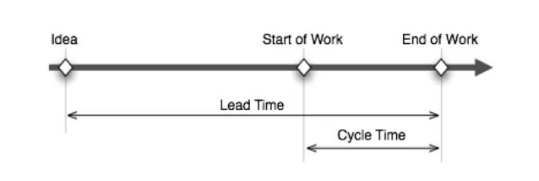 Idea
Start of Work
End of Work
Lead Time
Cycle Time